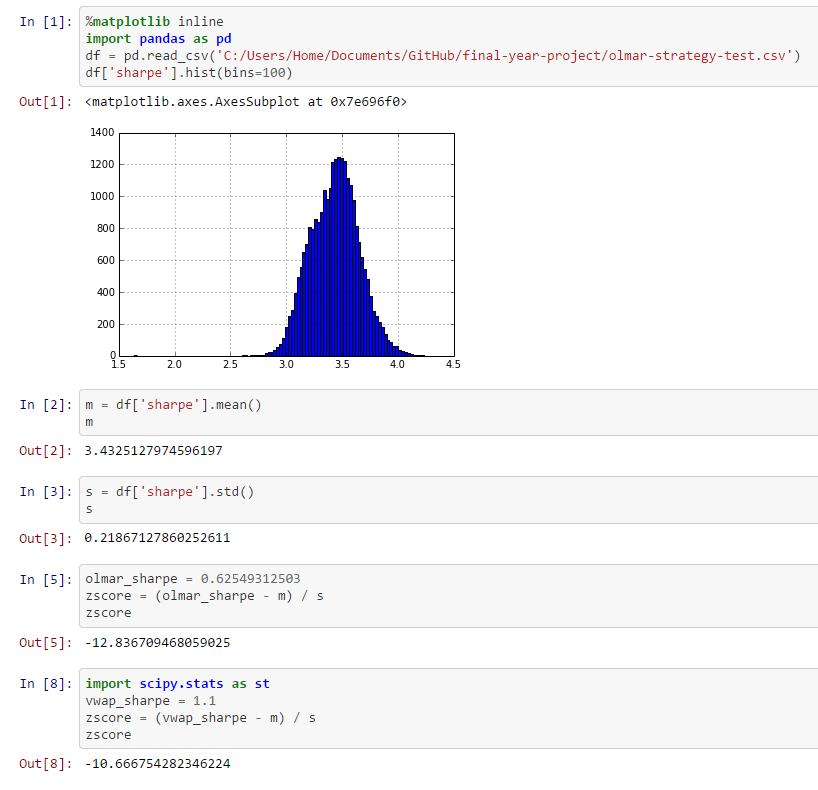 In [1]: %matplotlib inline
import pandas as pd
df = pd.read_csv('C:/Users/Home/Documents/GitHub/final-year-project/olmar-strategy-test.csv')
df['sharpe'].hist(bins=100)
Out[1]: <matplotlib.axes.AxesSubplot at 0x7e696f0>
1400
1200
1000
800
600
400
200
0
1.5 2.0 2.5 3.0 3.5 4.0 4.5
In [2]: m = df['sharpe'].mean()
m
Out[2]: 3.4325127974596197
In [3]: s = df['sharpe'].std()
s
Out[3]: 0.21867127860252611
In [5]: olmar_sharpe = 0.62549312503
zscore = (olmar_sharpe - m) / s
zscore
Out[5]: -12.836709468059025
In [8]: import scipy.stats as st
vwap_sharpe = 1.1
zscore = (vwap_sharpe - m) / s
zscore
Out[8]: -10.666754282346224